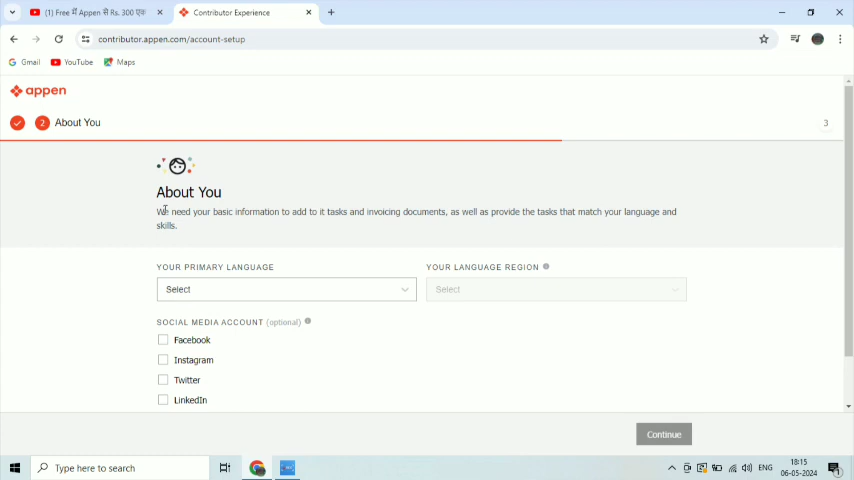 (1) Free में Appen से Rs. 300 एक
Contributor Experience
contributor.appen.com/account-setup
Gmail
YouTube
Maps
appen
2 About You
3
About You
We need your basic information to add to it tasks and invoicing documents, as well as provide the tasks that match your language and
skills.
YOUR PRIMARY LANGUAGE
YOUR LANGUAGE REGION
Select
Select
SOCIAL MEDIA ACCOUNT (optional)
Facebook
Instagram
Twitter
LinkedIn
Continue
Type here to search
ENG
18:15
06-05-2024
1